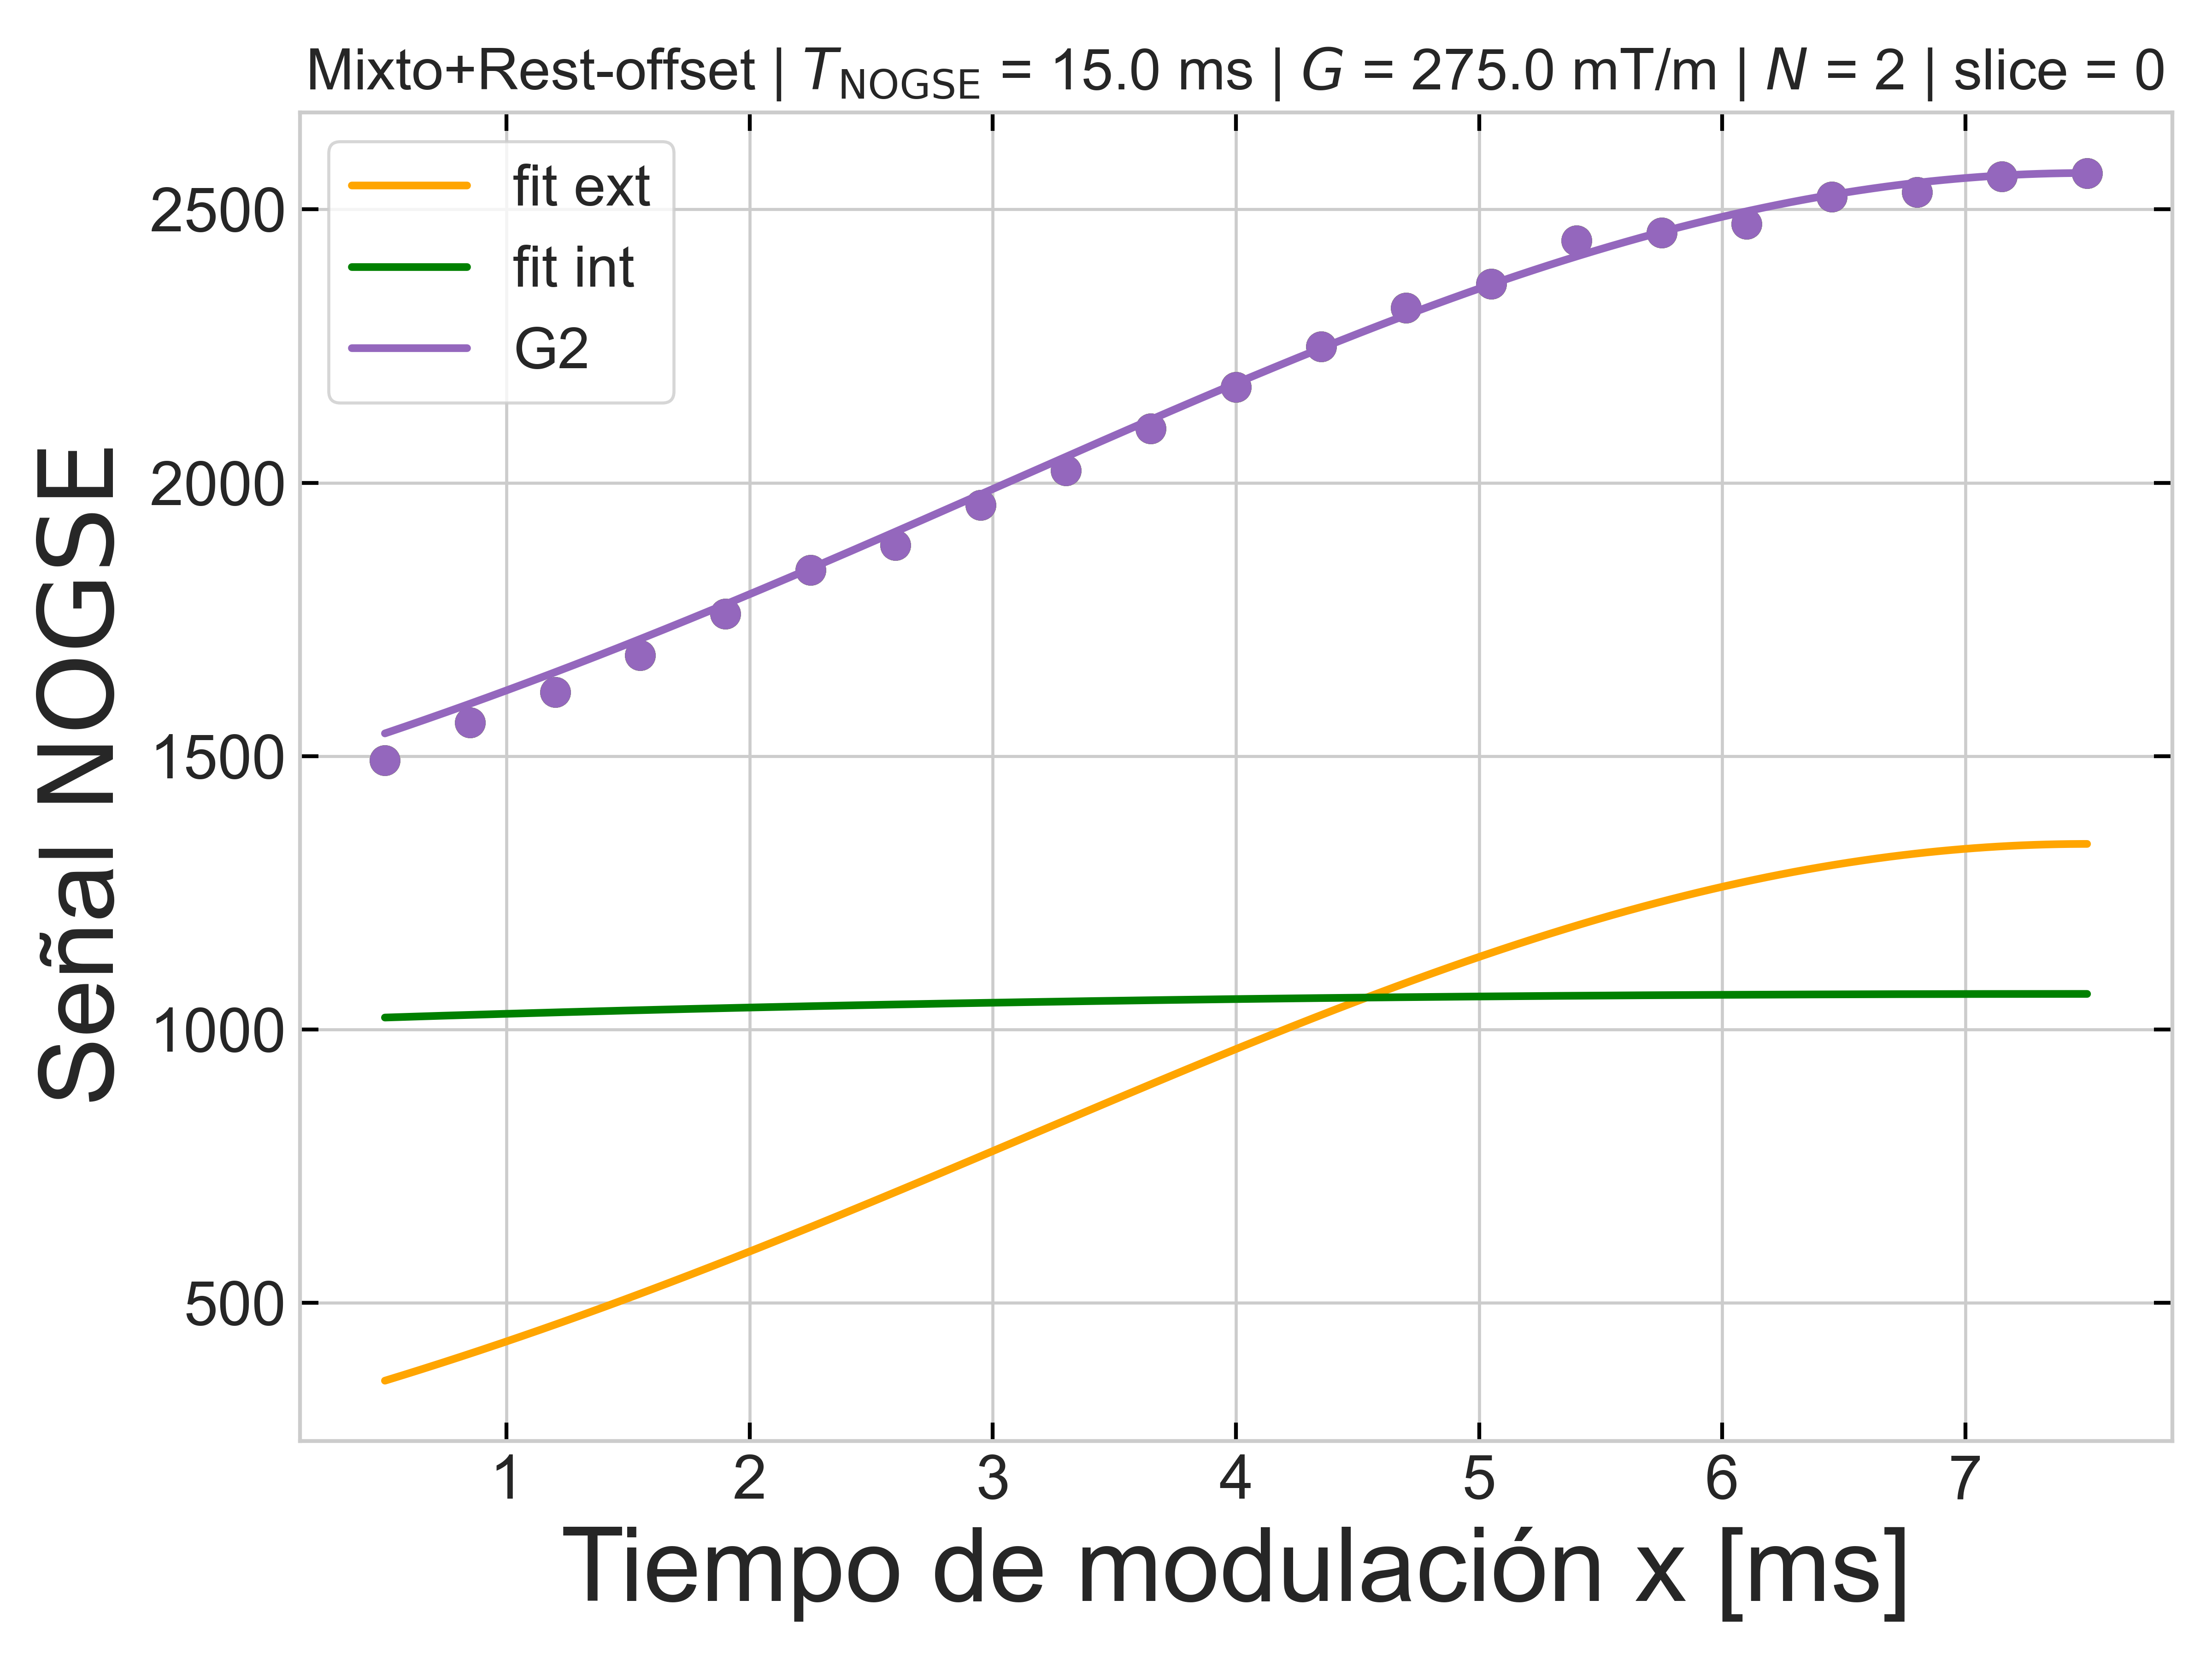 Mixto+Rest-offset | T_NOGSE = 15.0 ms | G = 275.0 mT/m | N = 2 | slice = 0
fit ext
fit int
G2
2500
2000
1500
1000
500
Señal NOGSE
1 2 3 4 5 6 7
Tiempo de modulación x [ms]